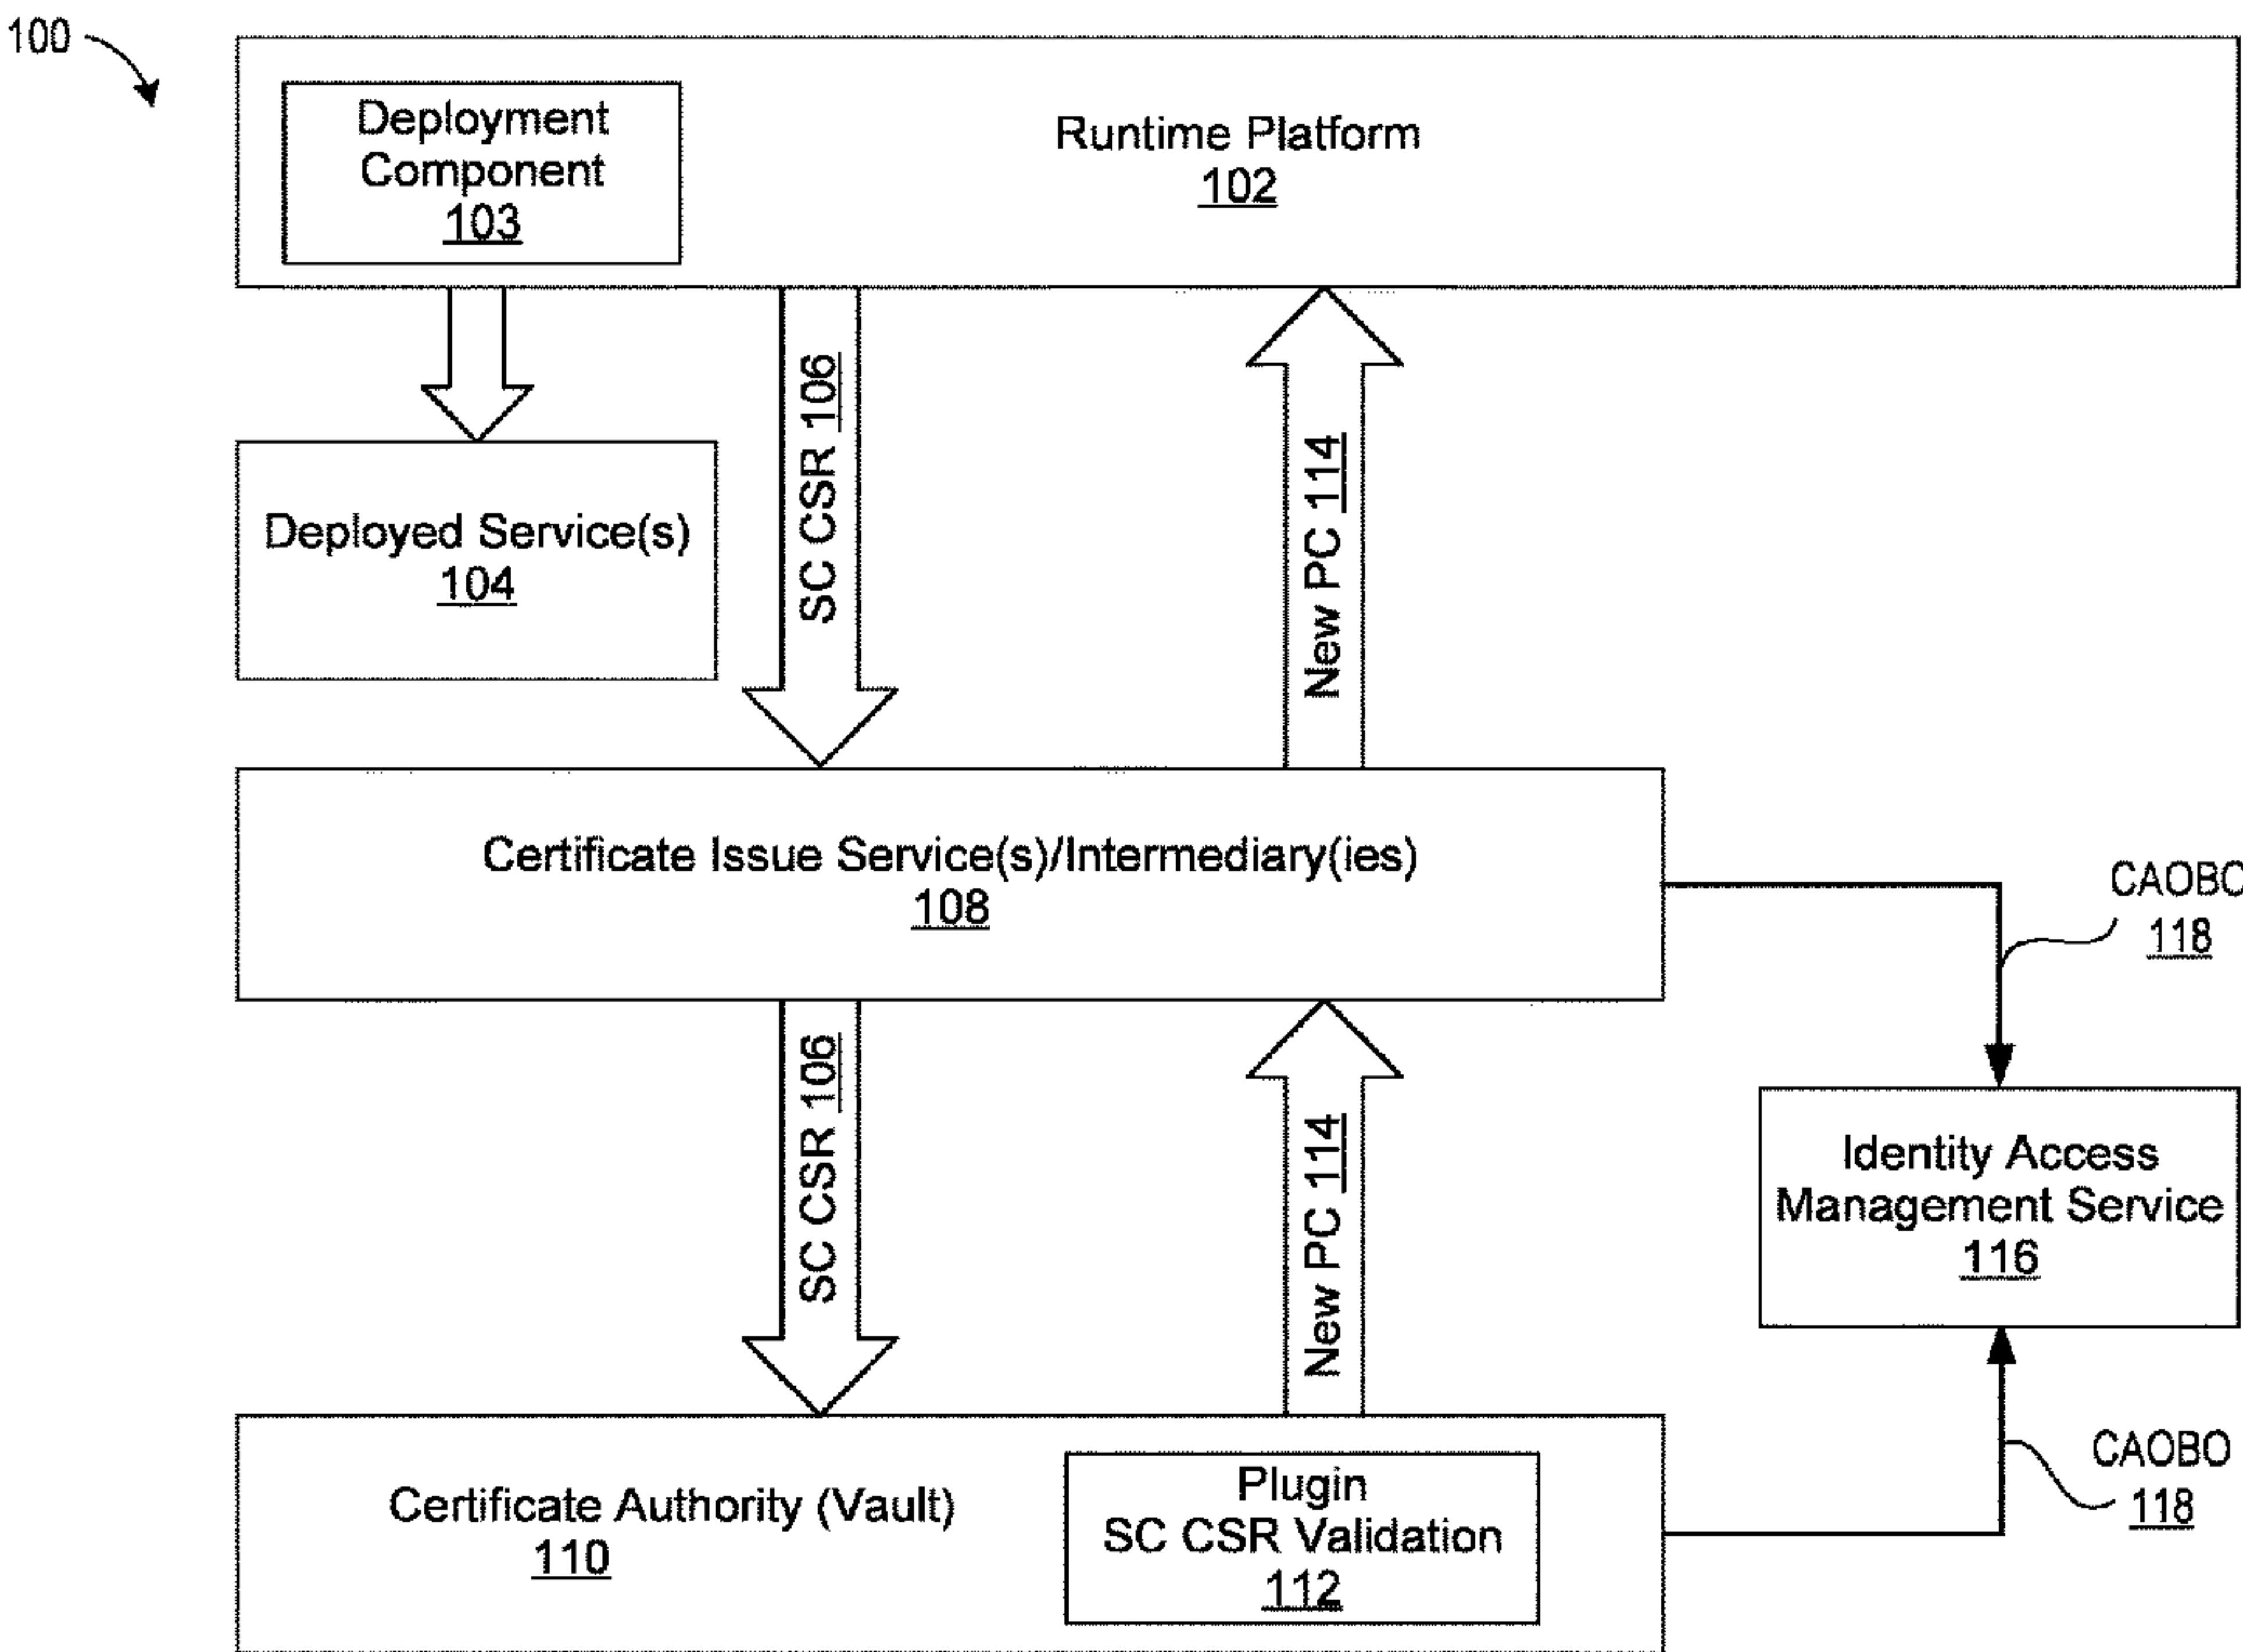 100
Deployment
Component
103
Runtime Platform
102
SC CSR 106
New PC 114
Deployed Service(s)
104
Certificate Issue Service(s)/Intermediary(ies)
108
CAOBO
118
SC CSR 106
New PC 114
Identity Access
Management Service
116
Certificate Authority (Vault)
110
Plugin
SC CSR Validation
112
CAOBO
118